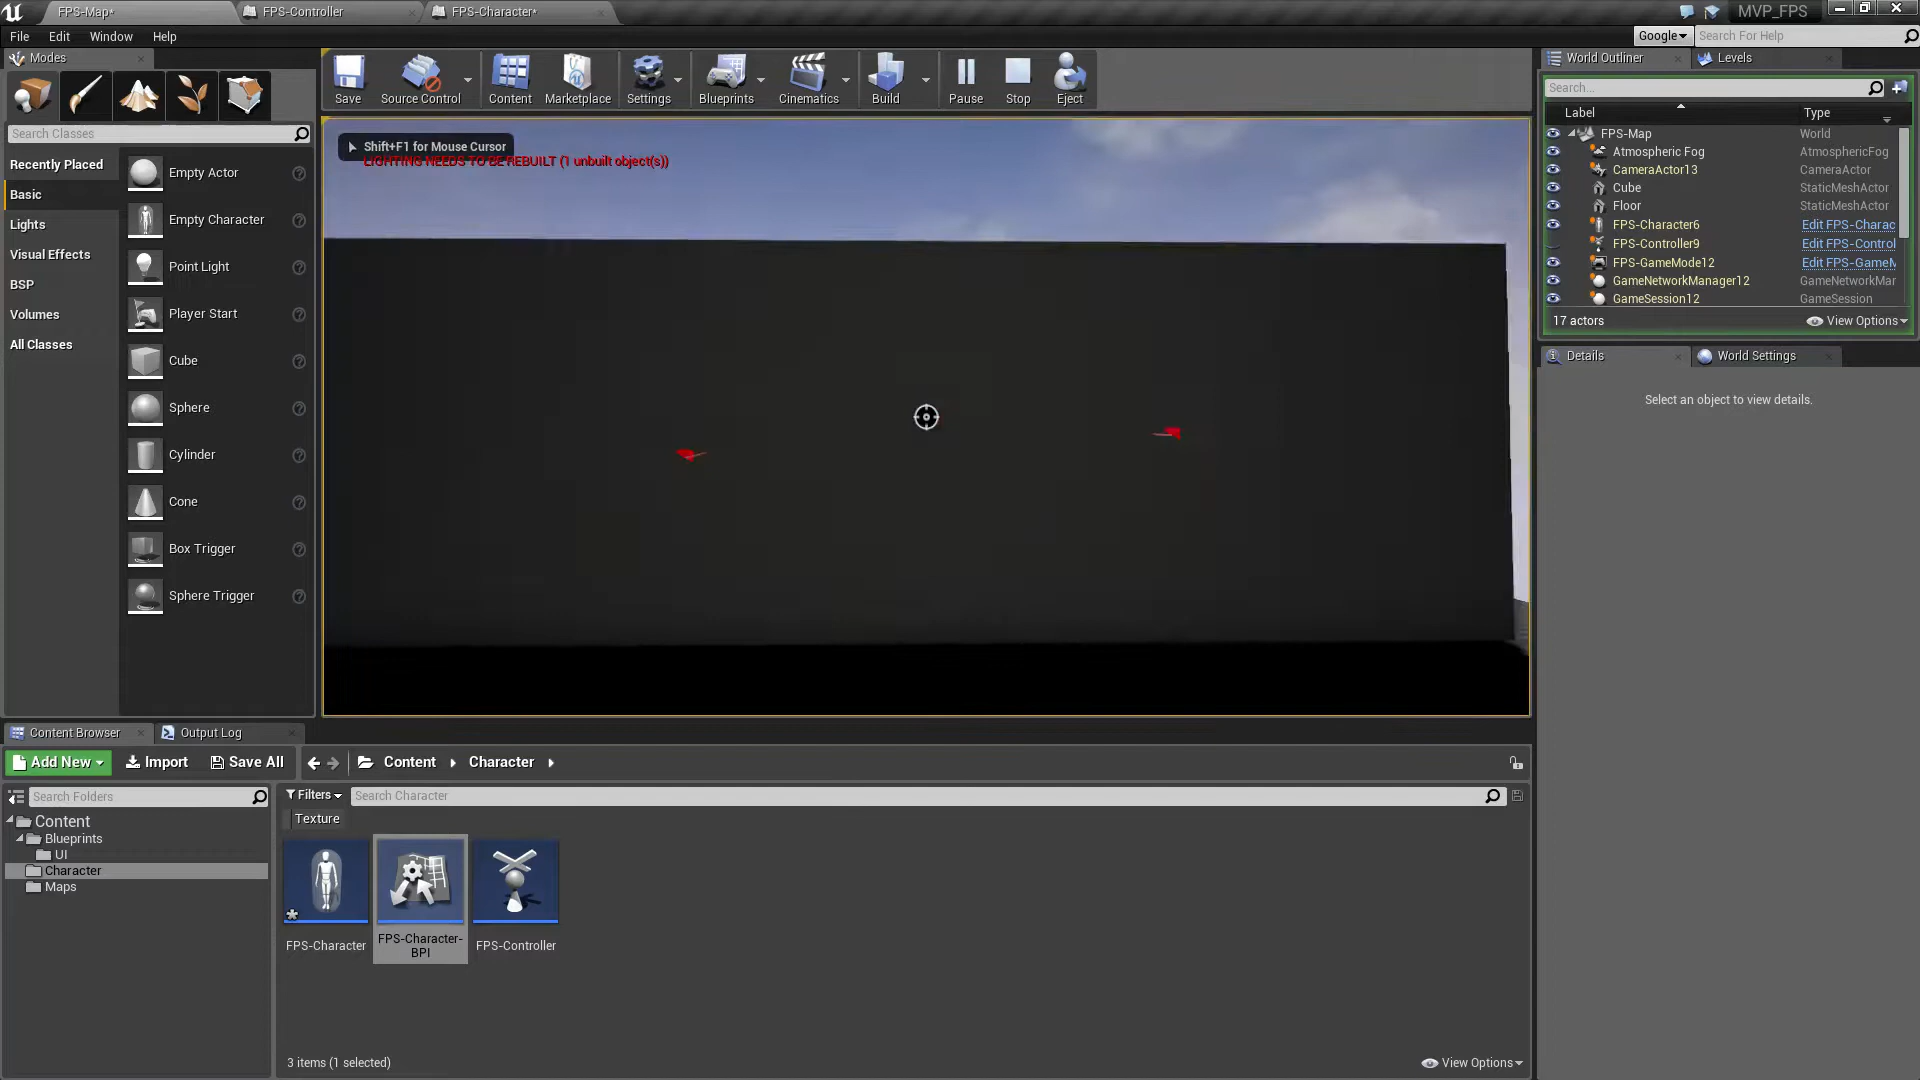 FPS-Map*
FPS-Controller
FPS-Character*
MVP_FPS
File
Edit
Window
Help
Google
Search For Help
Modes
Search Classes
Recently Placed
Basic
Lights
Visual Effects
BSP
Volumes
All Classes
Empty Actor
Empty Character
Point Light
Player Start
Cube
Sphere
Cylinder
Cone
Box Trigger
Sphere Trigger
Save
Source Control
Content
Marketplace
Settings
Blueprints
Cinematics
Build
Pause
Stop
Eject
Shift+F1 for Mouse Cursor
LIGHTING NEEDS TO BE REBUILT (1 unbuilt object(s))
World Outliner
Levels
Search...
Label Type
FPS-Map World
Atmospheric Fog AtmosphericFog
CameraActor13 CameraActor
Cube StaticMeshActor
Floor StaticMeshActor
FPS-Character6 Edit FPS-Charac
FPS-Controller9 Edit FPS-Control
FPS-GameMode12 Edit FPS-GameM
GameNetworkManager12 GameNetworkMar
GameSession12 GameSession
17 actors
View Options
Details
World Settings
Select an object to view details.
Content Browser
Output Log
Add New
Import
Save All
Content
Character
Search Folders
Content
Blueprints
UI
Character
Maps
Filters
Search Character
Texture
FPS-Character
FPS-Character-
BPI
FPS-Controller
3 items (1 selected)
View Options